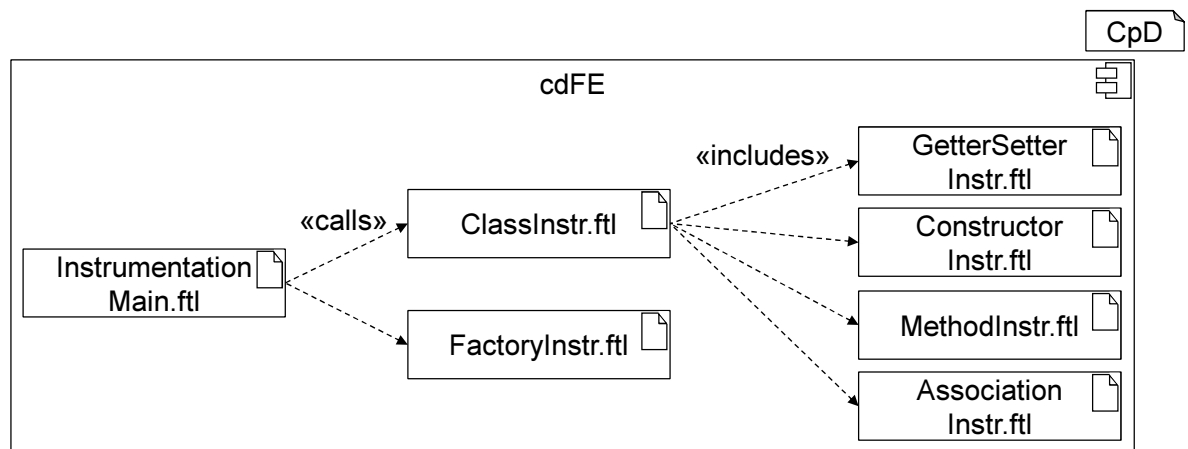 CpD
cdFE
«includes»
GetterSetter
Instr.ftl
«calls»
ClassInstr.ftl
Constructor
Instr.ftl
Instrumentation
Main.ftl
MethodInstr.ftl
FactoryInstr.ftl
Association
Instr.ftl